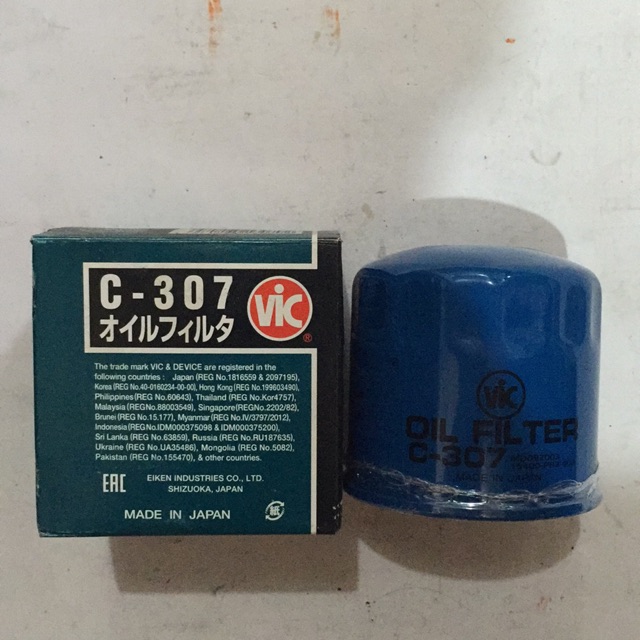 C-307
オイルフィルタ
VIC
®
The trade mark VIC & DEVICE are registered in the
following countries : Japan (REG No.1816559 & 2097195),
Korea (REG No.40-0160234-00-00), Hong Kong (REG No.199603490),
Philippines(REG No.60643), Thailand (REG No.Kor4757),
Malaysia(REG No.88003549), Singapore(REG No.2202/82),
Brunei(REG No.15.177), Myanmar(REG No.IV/3797/2012),
Indonesia(REG No.IDM000375098 & IDM000375200),
Sri Lanka (REG No.63859), Russia (REG No.RU187635),
Ukraine (REG No.UA35486), Mongolia (REG No.5082),
Pakistan (REG No.155470), & other countries.
EAC
EIKEN INDUSTRIES CO., LTD.
SHIZUOKA, JAPAN
MADE IN JAPAN
紙
VIC
OIL FILTER
C-307
MADE IN JAPAN